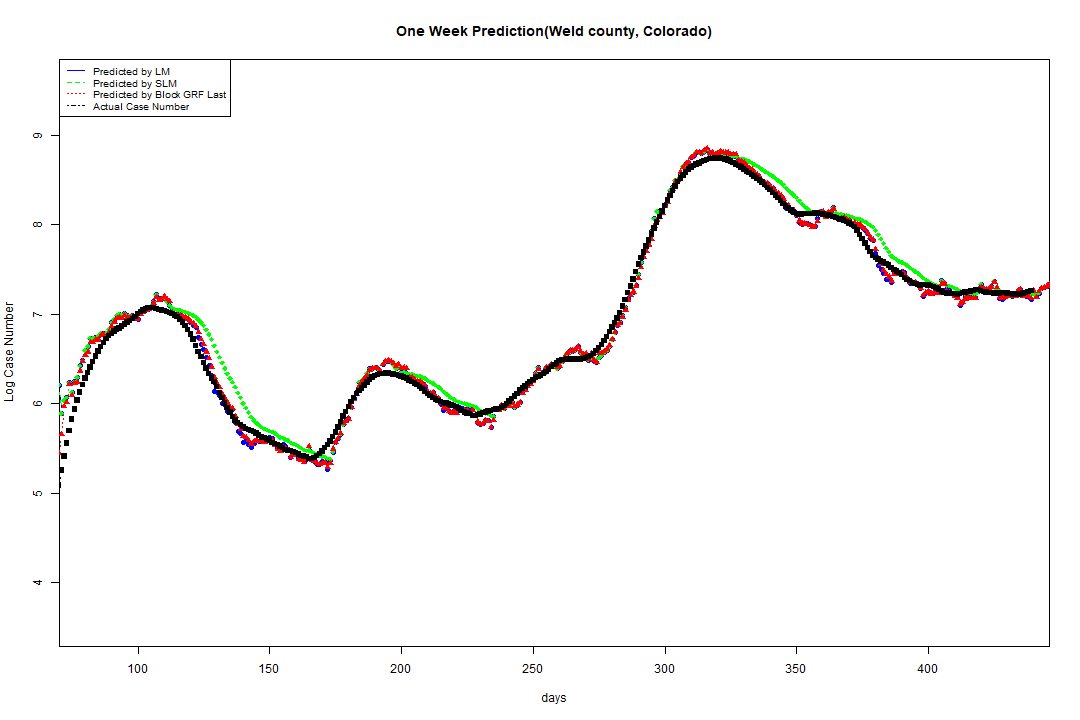 One Week Prediction(Weld county, Colorado)
Predicted by LM
Predicted by SLM
Predicted by Block GRF Last
Actual Case Number
9
8
7
6
5
4
Log Case Number
100 150 200 250 300 350 400
days